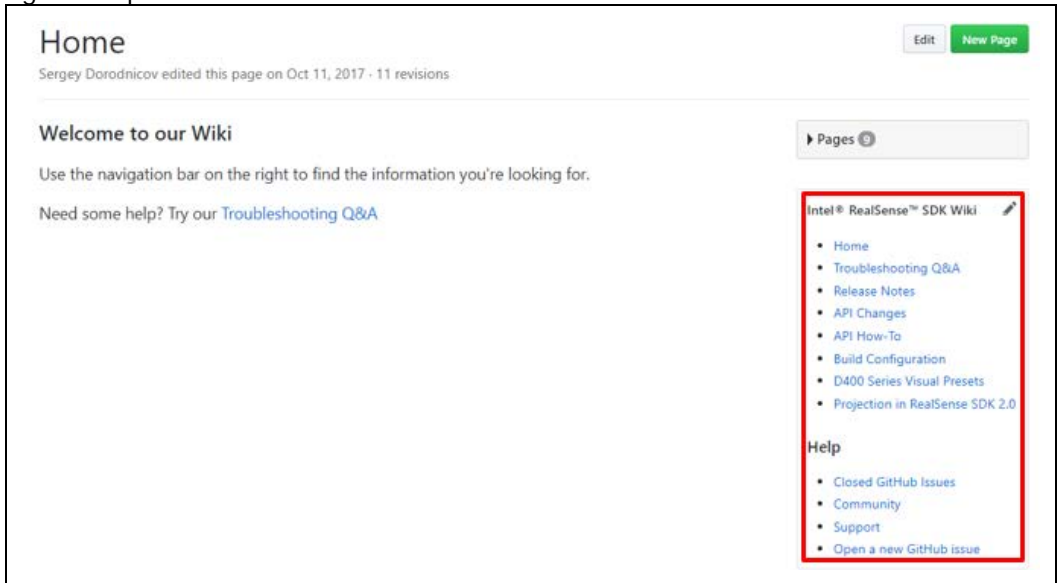 Home
Edit
New Page
Sergey Dorodnicov edited this page on Oct 11, 2017 · 11 revisions
Welcome to our Wiki
Use the navigation bar on the right to find the information you're looking for.
Need some help? Try our Troubleshooting Q&A
Pages 9
Intel® RealSense™ SDK Wiki
• Home
• Troubleshooting Q&A
• Release Notes
• API Changes
• API How-To
• Build Configuration
• D400 Series Visual Presets
• Projection in RealSense SDK 2.0
Help
• Closed GitHub Issues
• Community
• Support
• Open a new GitHub issue